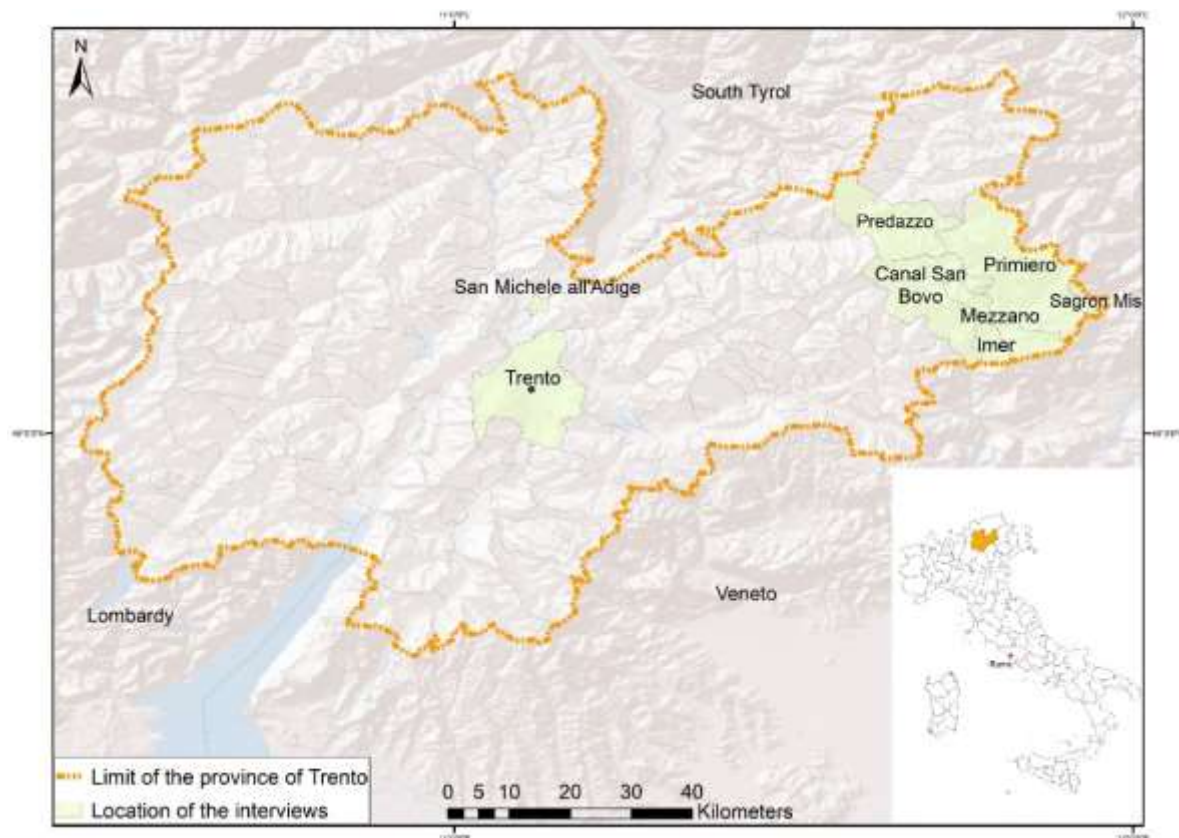 N
South Tyrol
Predazzo
San Michele all'Adige
Canal San
Bovo
Primiero
Sagron Mis
Mezzano
Imer
Trento
Lombardy
Veneto
Rome
Limit of the province of Trento
Location of the interviews
0 5 10 20 30 40
Kilometers